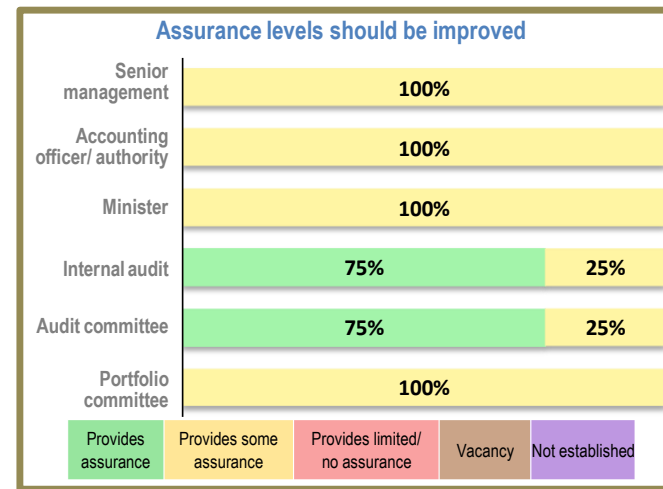 Assurance levels should be improved
Senior
management
100%
Accounting
officer/ authority
100%
Minister
100%
Internal audit
75%
25%
Audit committee
75%
25%
Portfolio
committee
100%
Provides
assurance
Provides some
assurance
Provides limited/
no assurance
Vacancy
Not established